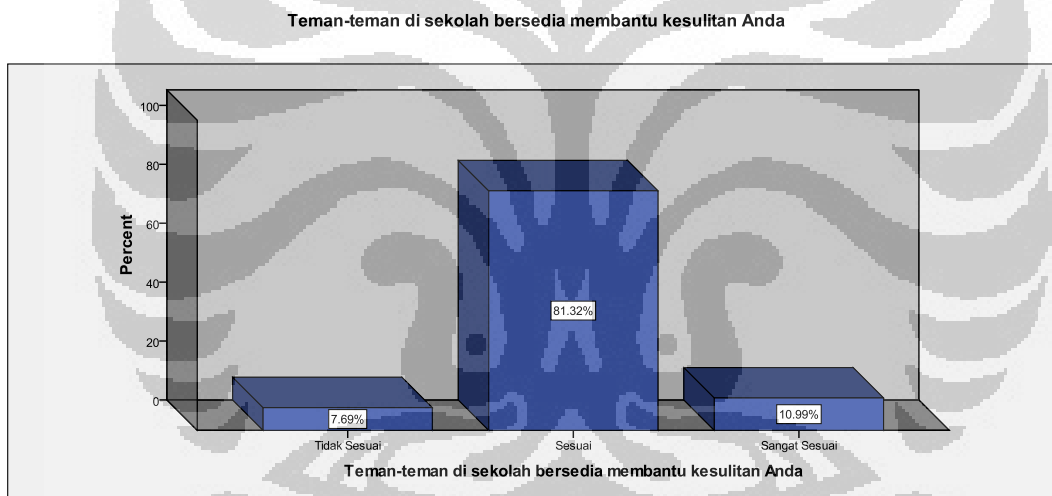 Teman-teman di sekolah bersedia membantu kesulitan Anda
100
80
60
40
20
0
Percent
7.69%
81.32%
10.99%
Tidak Sesuai
Sesuai
Sangat Sesuai
Teman-teman di sekolah bersedia membantu kesulitan Anda